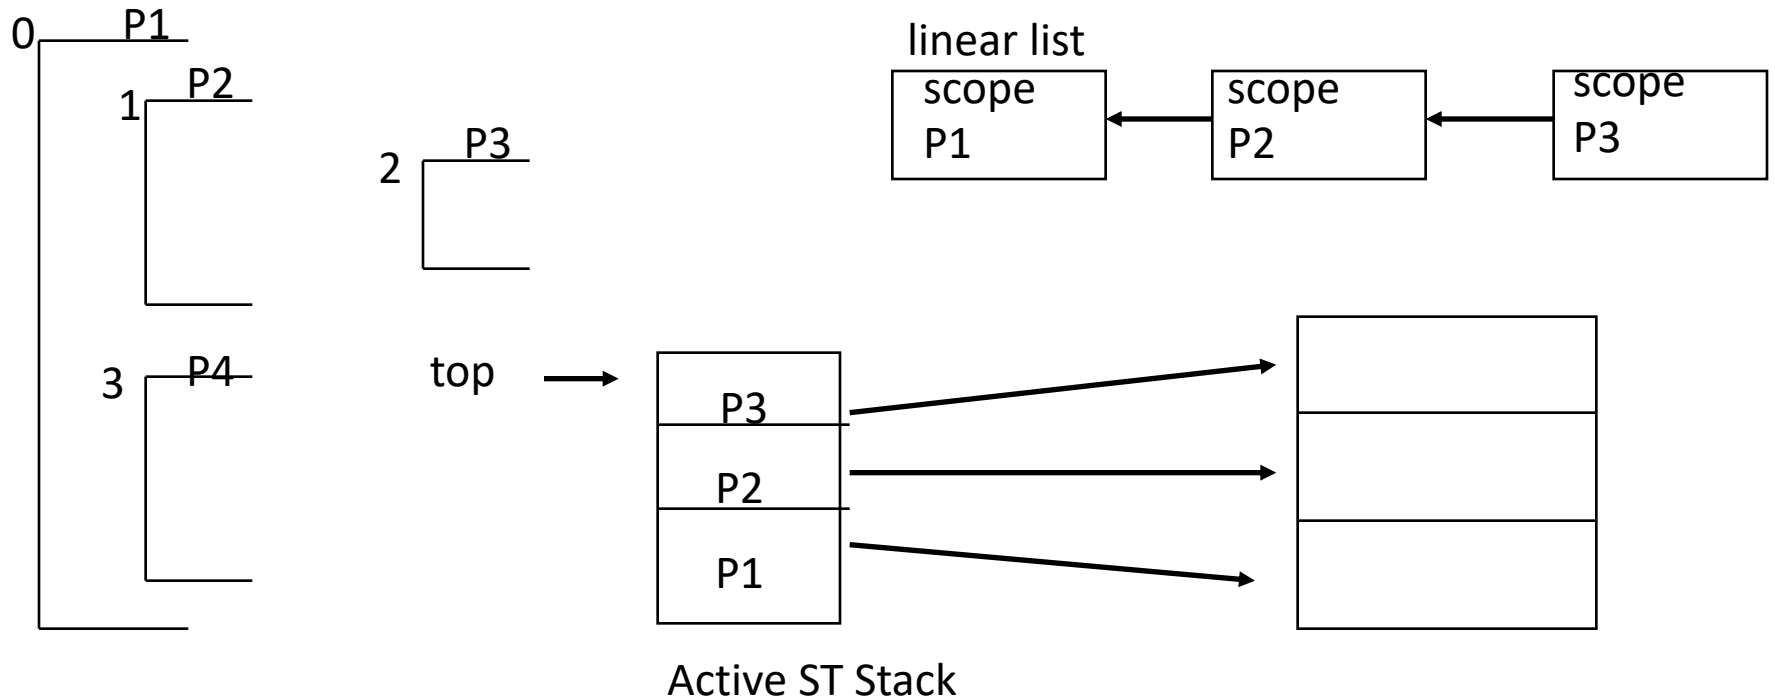 0
P1
1
P2
2
P3
3
P4
linear list
scope
P1
scope
P2
scope
P3
top
P3
P2
P1
Active ST Stack